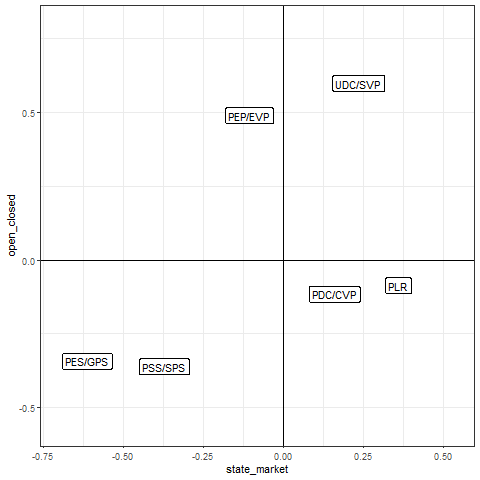 UDC/SVP
0.5
PEP/EVP
open_closed
0.0
PLR
PDC/CVP
PES/GPS
PSS/SPS
-0.5
-0.75 -0.50 -0.25 0.00 0.25 0.50
state_market